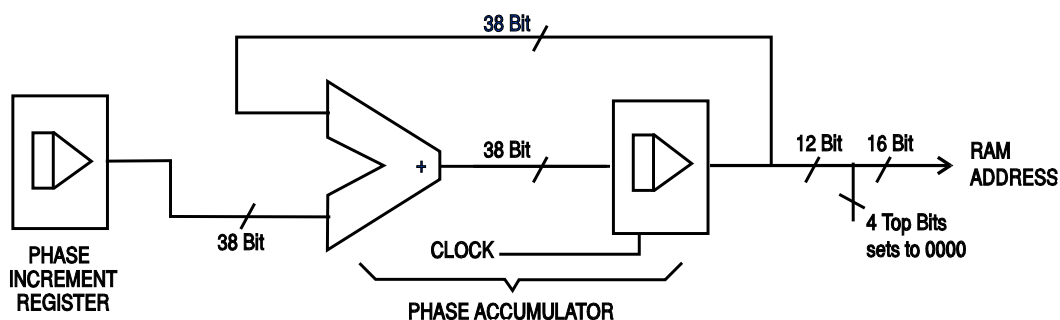 38 Bit
38 Bit
12 Bit
16 Bit
RAM
ADDRESS
+
38 Bit
4 Top Bits
sets to 0000
CLOCK
PHASE
INCREMENT
REGISTER
PHASE ACCUMULATOR